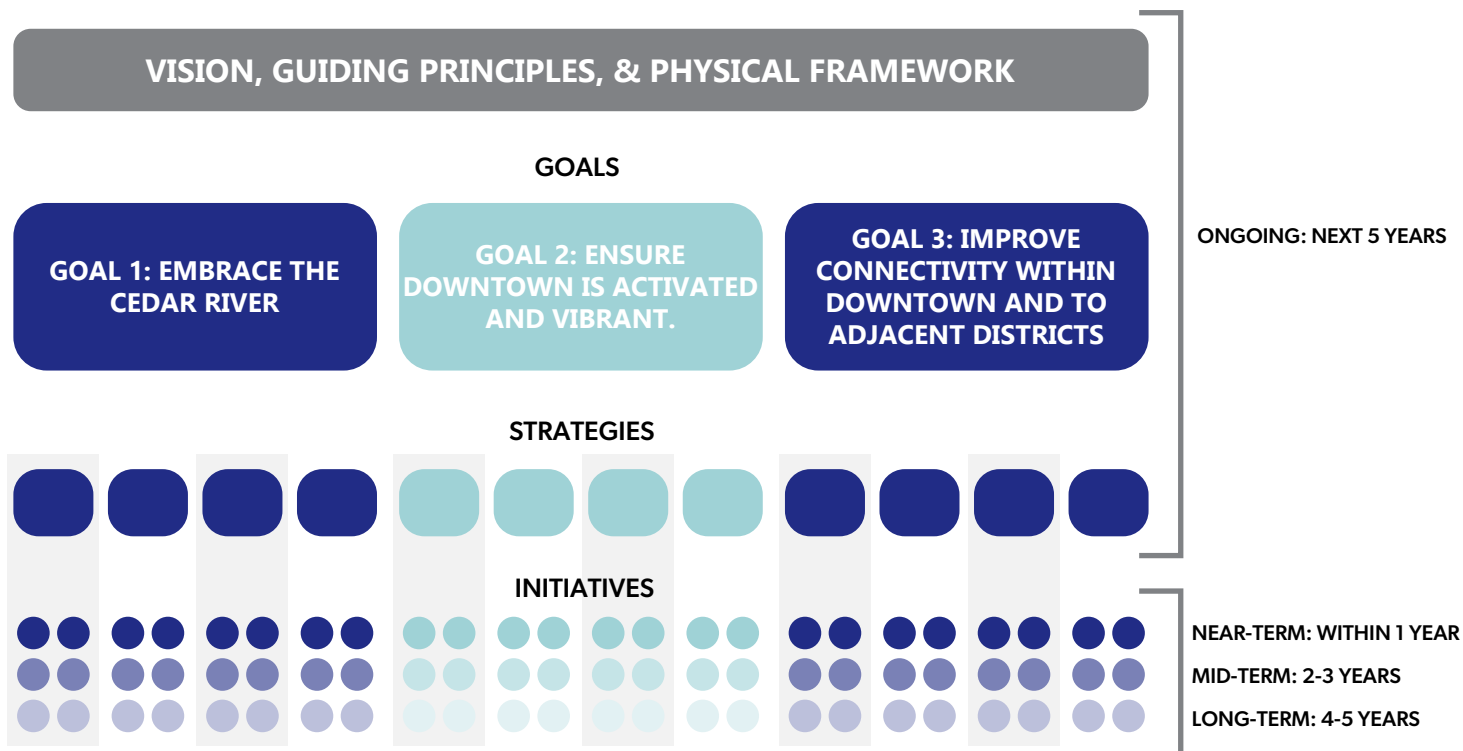 VISION, GUIDING PRINCIPLES, & PHYSICAL FRAMEWORK
GOALS
GOAL 1: EMBRACE THE
CEDAR RIVER
GOAL 2: ENSURE
DOWNTOWN IS ACTIVATED
AND VIBRANT.
GOAL 3: IMPROVE
CONNECTIVITY WITHIN
DOWNTOWN AND TO
ADJACENT DISTRICTS
ONGOING: NEXT 5 YEARS
STRATEGIES
INITIATIVES
NEAR-TERM: WITHIN 1 YEAR
MID-TERM: 2-3 YEARS
LONG-TERM: 4-5 YEARS